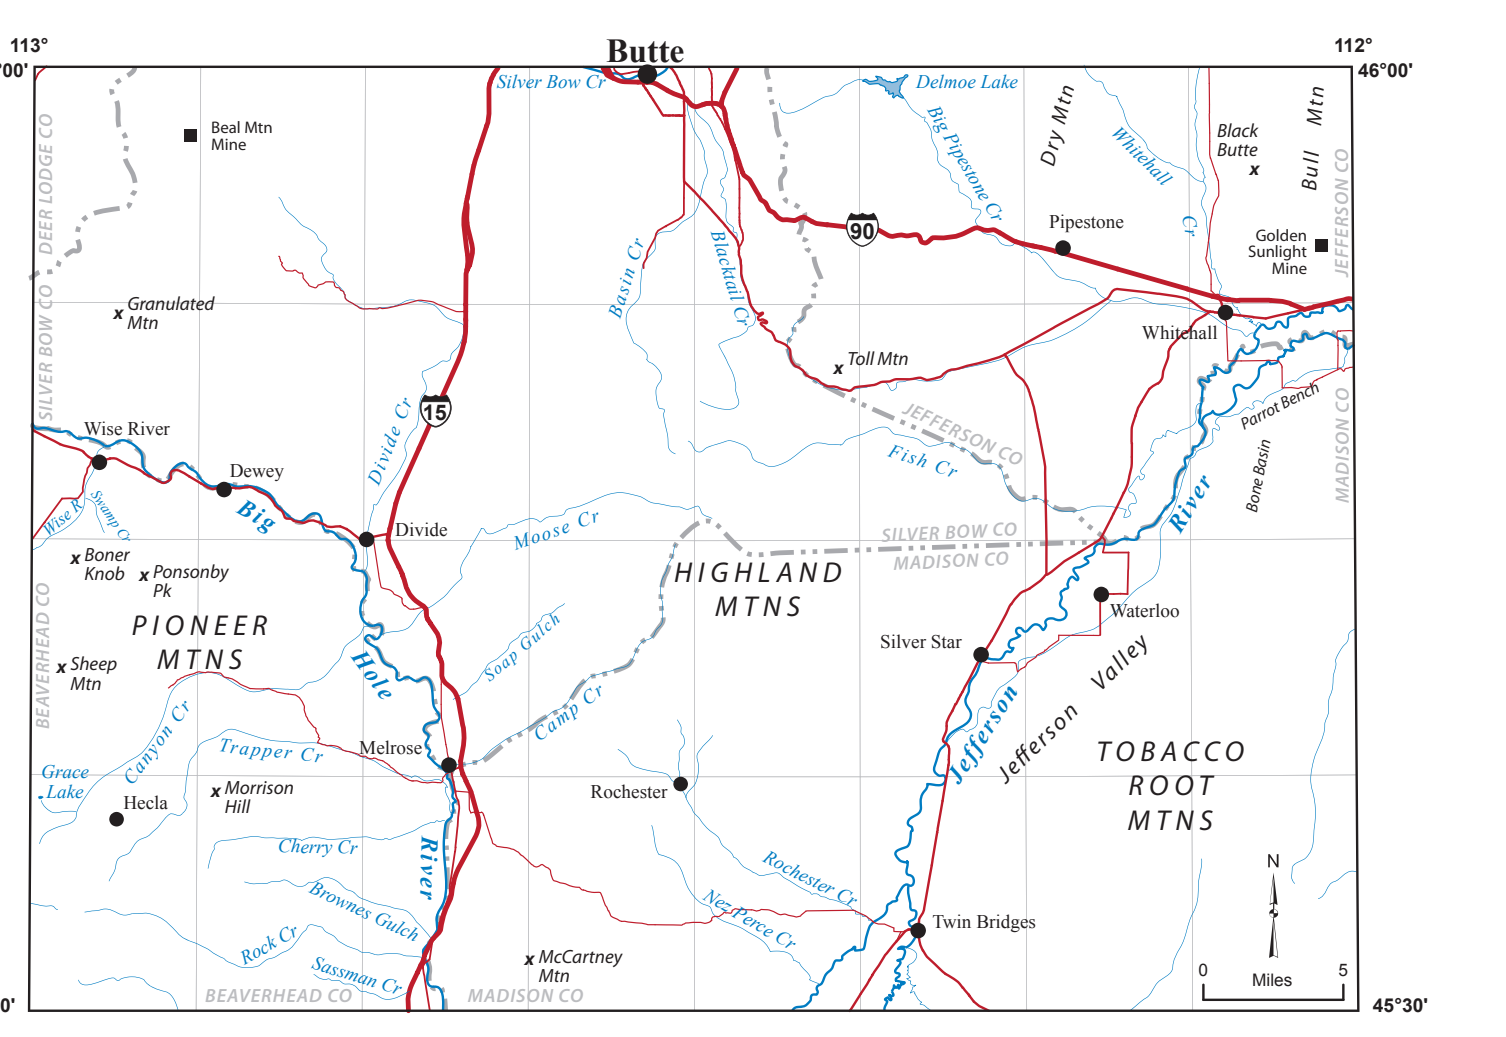 113°
Butte
112°
'00'
46°00'
Silver Bow Cr
Delmoe Lake
Big Pipestone Cr
Dry Mtn
Whitehall
Cr
Black
Butte
x
Bull Mtn
JEFFERSON CO
DEER LODGE CO
SILVER BOW CO
Beal Mtn
Mine
90
Pipestone
Golden
Sunlight
Mine
Basin Cr
Blacktail Cr
x Granulated
Mtn
Whitehall
x Toll Mtn
15
Divide Cr
JEFFERSON CO
Fish Cr
Parrot Bench
Bone Basin
MADISON CO
Wise River
Dewey
Wise R
Swamp Cr
Big
Divide
Moose Cr
River
SILVER BOW CO
MADISON CO
x Boner
Knob
x Ponsonby
Pk
HIGHLAND
MTNS
BEAVERHEAD CO
PIONEER
MTNS
Soap Gulch
Waterloo
Silver Star
x Sheep
Mtn
Hole
Camp Cr
Jefferson
Jefferson Valley
Canyon Cr
Trapper Cr
Melrose
TOBACCO
ROOT
MTNS
Grace
Lake
Hecla
x Morrison
Hill
Rochester
Cherry Cr
River
Rochester Cr
N
Brownes Gulch
Nez Perce Cr
Twin Bridges
Rock Cr
Sassman Cr
x McCartney
Mtn
0 5
Miles
BEAVERHEAD CO
MADISON CO
0'
45°30'